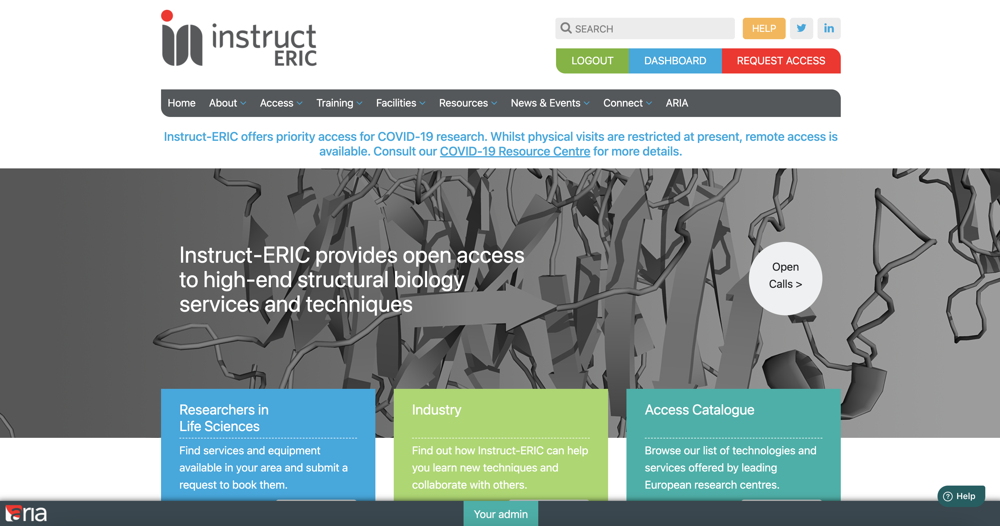 instruct
ERIC
SEARCH
HELP
in
LOGOUT
DASHBOARD
REQUEST ACCESS
Home
About
Access
Training
Facilities
Resources
News & Events
Connect
ARIA
Instruct-ERIC offers priority access for COVID-19 research. Whilst physical visits are restricted at present, remote access is
available. Consult our COVID-19 Resource Centre for more details.
Instruct-ERIC provides open access
to high-end structural biology
services and techniques
Open
Calls >
Researchers in
Life Sciences
Find services and equipment
available in your area and submit a
request to book them.
Industry
Find out how Instruct-ERIC can help
you learn new techniques and
collaborate with others.
Access Catalogue
Browse our list of technologies and
services offered by leading
European research centres.
? Help
aria
Your admin